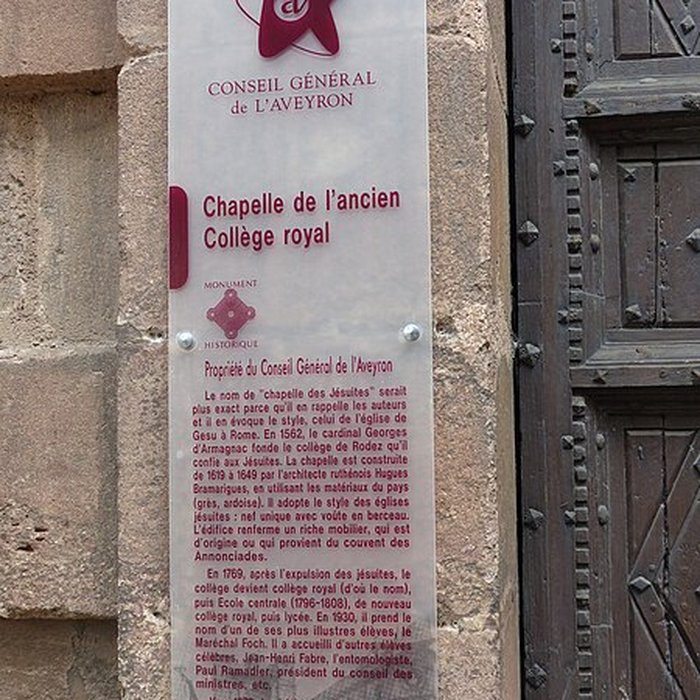 a
CONSEIL GÉNÉRAL
de L'AVEYRON
Chapelle de l'ancien
Collège royal
MONUMENT
HISTORIQUE
Propriété du Conseil Général de l'Aveyron
Le nom de "chapelle des Jésuites" serait
plus exact parce qu'il en rappelle les auteurs
et il en évoque le style, celui de l'église de
Gesu à Rome. En 1562, le cardinal Georges
d'Armagnac fonde le collège de Rodez qu'il
confie aux Jésuites. La chapelle est construite
de 1619 à 1649 par l'architecte ruthénois Hugues
Bramarigues, en utilisant les matériaux du pays
(grès, ardoise). Il adopte le style des églises
jésuites : nef unique avec voûte en berceau.
L'édifice renferme un riche mobilier, qui est
d'origine ou qui provient du couvent des
Annonciades.
En 1769, après l'expulsion des jésuites, le
collège devient collège royal (d'où le nom),
puis Ecole centrale (1796-1808), de nouveau
collège royal, puis lycée. En 1930, il prend le
nom d'un de ses plus illustres élèves, le
Maréchal Foch. Il a accueilli d'autres élèves
célèbres, Jean-Henri Fabre, l'entomologiste,
Paul Ramadier, président du conseil des
ministres, etc.